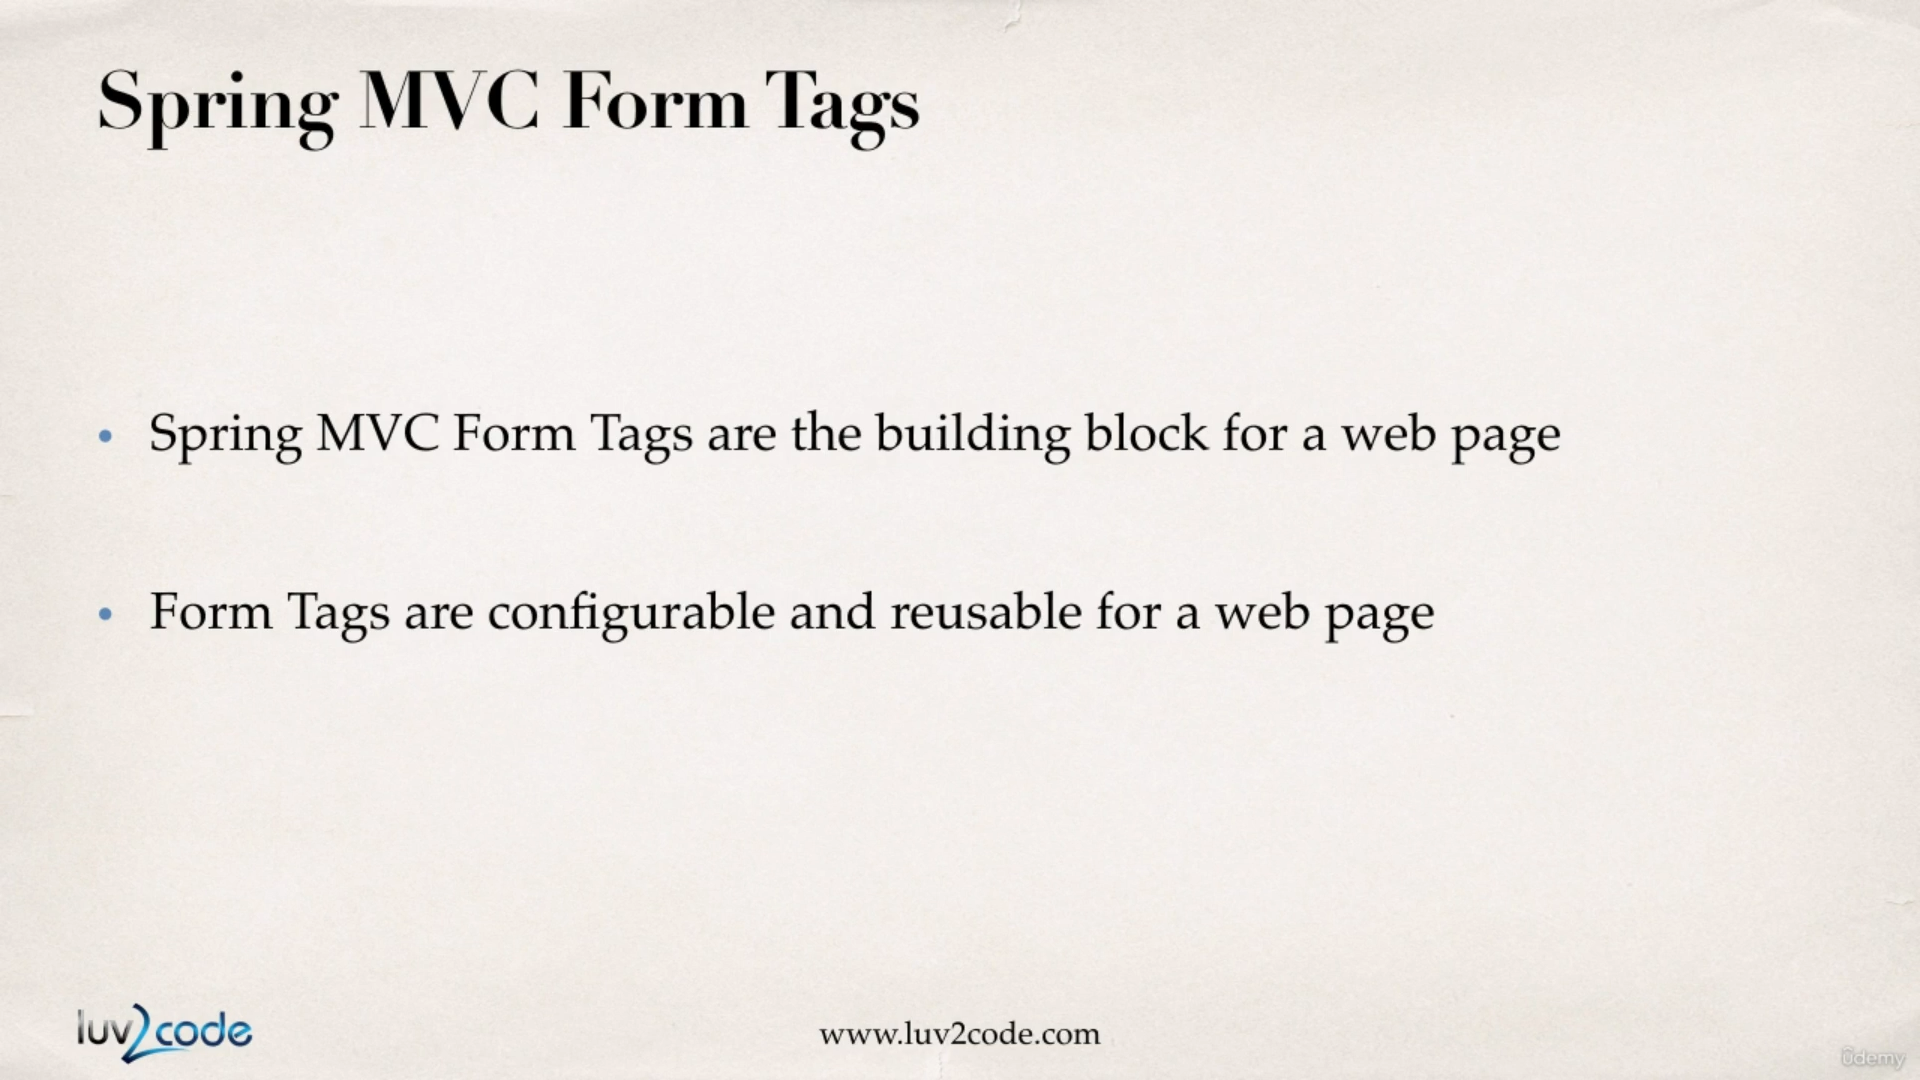 Spring MVC Form Tags
• Spring MVC Form Tags are the building block for a web page
• Form Tags are configurable and reusable for a web page
luv2code
www.luv2code.com
ûdemy